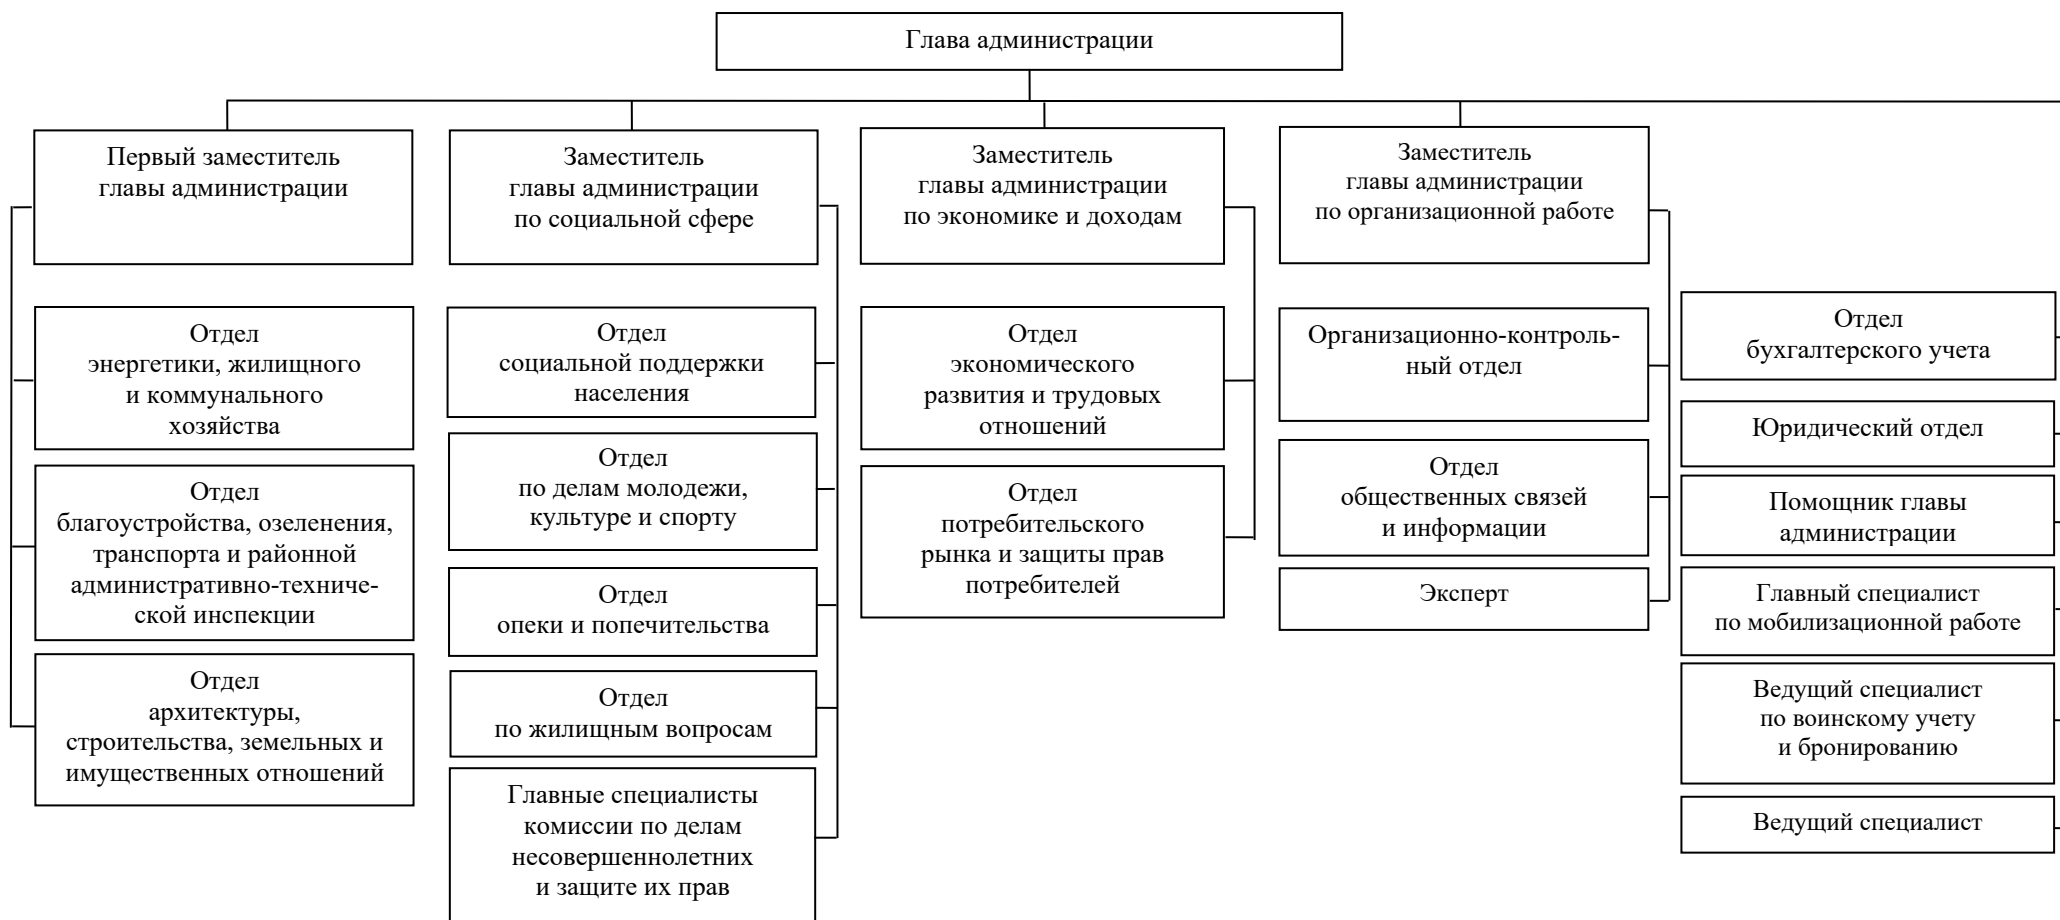 Глава администрации
Первый заместитель
главы администрации
Заместитель
главы администрации
по социальной сфере
Заместитель
главы администрации
по экономике и доходам
Заместитель
главы администрации
по организационной работе
Отдел
энергетики, жилищного
и коммунального
хозяйства
Отдел
благоустройства, озеленения,
транспорта и районной
административно-техниче-
ской инспекции
Отдел
архитектуры,
строительства, земельных и
имущественных отношений
Отдел
социальной поддержки
населения
Отдел
по делам молодежи,
культуре и спорту
Отдел
опеки и попечительства
Отдел
по жилищным вопросам
Главные специалисты
комиссии по делам
несовершеннолетних
и защите их прав
Отдел
экономического
развития и трудовых
отношений
Отдел
потребительского
рынка и защиты прав
потребителей
Организационно-контроль-
ный отдел
Отдел
общественных связей
и информации
Эксперт
Отдел
бухгалтерского учета
Юридический отдел
Помощник главы
администрации
Главный специалист
по мобилизационной работе
Ведущий специалист
по воинскому учету
и бронированию
Ведущий специалист